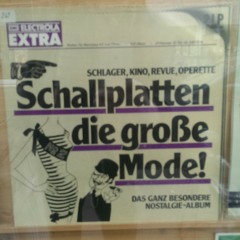 ELECTROLA
EXTRA
LP
SCHLAGER, KINO, REVUE, OPERETTE
Schallplatten
die große
Mode!
DAS GANZ BESONDERE
NOSTALGIE-ALBUM